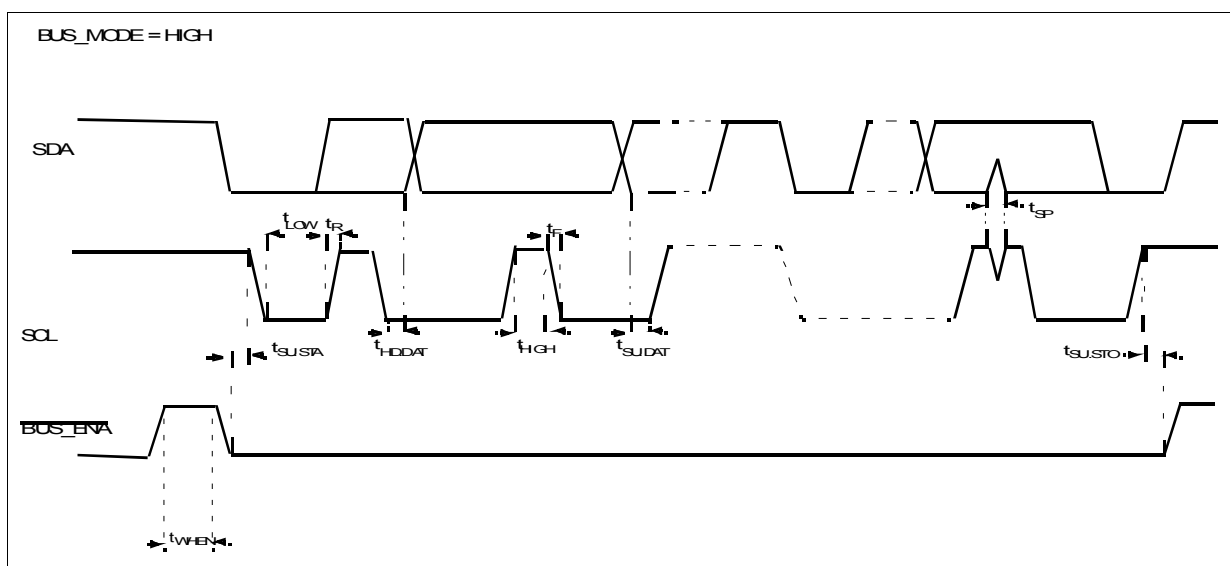 BUS_MODE = HIGH
SDA
tLOW tR
tF
tSP
SCL
tSU.STA
tHD.DAT
tHIGH
tSU.DAT
tSU.STO
BUS_ENA
tWHEN